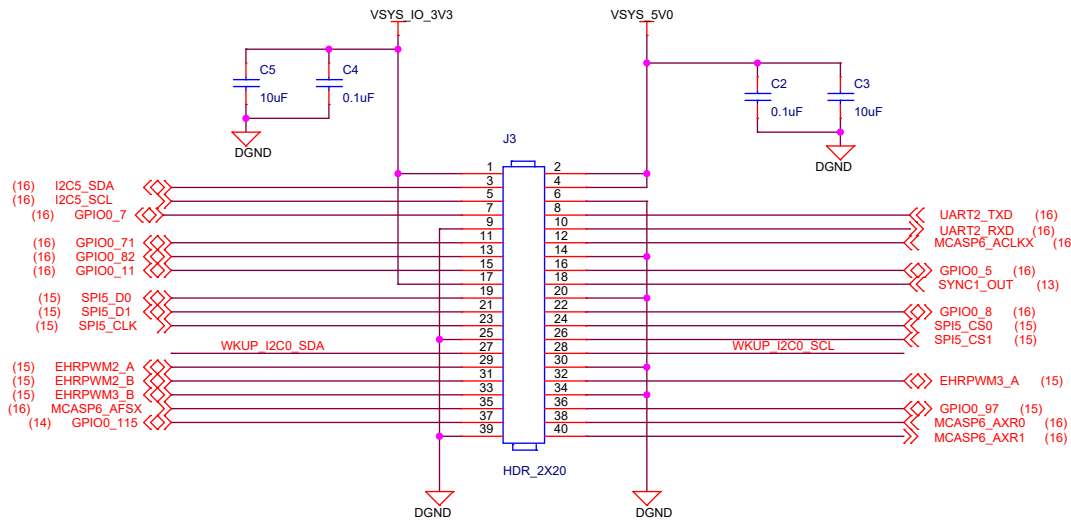 VSYS_IO_3V3 VSYS_5V0
C5 C4 C2 C3
10uF 0.1uF 0.1uF 10uF
DGND J3 DGND
1 2
(16) I2C5_SDA 3 4
(16) I2C5_SCL 5 6
(16) GPIO0_7 7 8 UART2_TXD (16)
9 10 UART2_RXD (16)
(16) GPIO0_71 11 12 MCASP6_ACLKX (16
(16) GPIO0_82 13 14
(16) GPIO0_11 15 16 GPIO0_5 (16)
17 18 SYNC1_OUT (13)
(15) SPI5_D0 19 20
(15) SPI5_D1 21 22 GPIO0_8 (16)
(15) SPI5_CLK 23 24 SPI5_CS0 (15)
25 26 SPI5_CS1 (15)
WKUP_I2C0_SDA 27 28 WKUP_I2C0_SCL
(15) EHRPWM2_A 29 30
(15) EHRPWM2_B 31 32 EHRPWM3_A (15)
(15) EHRPWM3_B 33 34
(16) MCASP6_AFSX 35 36 GPIO0_97 (15)
(14) GPIO0_115 37 38 MCASP6_AXR0 (16)
39 40 MCASP6_AXR1 (16)
HDR_2X20
DGND DGND